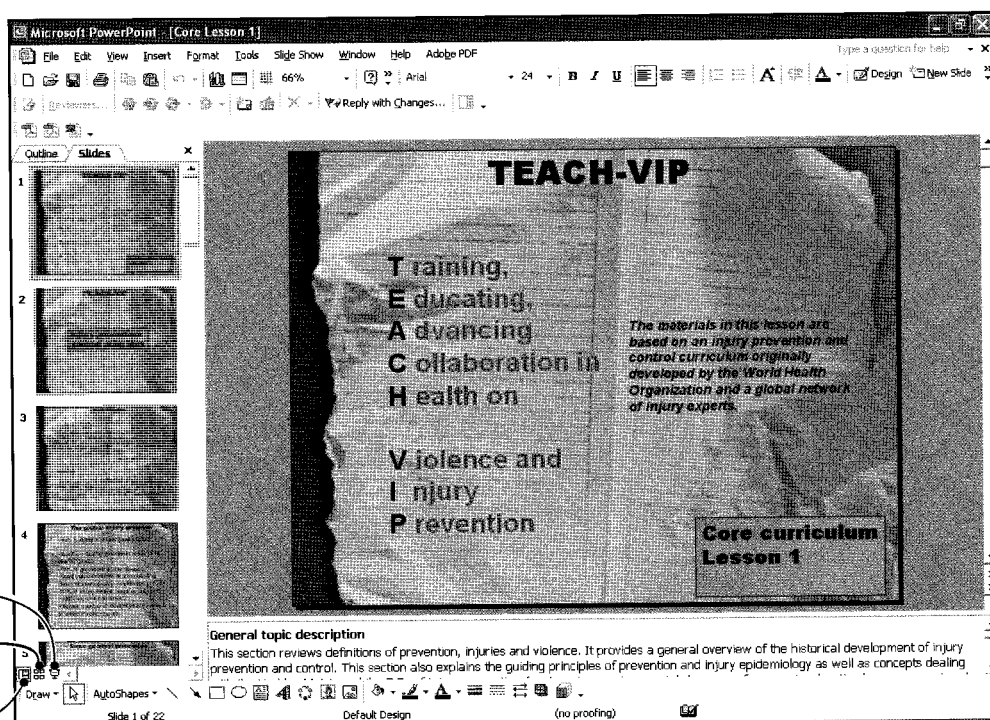 Microsoft PowerPoint - [Core Lesson 1]
File Edit View Insert Format Tools Slide Show Window Help Adobe PDF
Type a question for help
66%
Arial
24
B I U
A
A
Design
New Slide
Reviewers...
Reply with Changes...
Outline
Slides
1
2
3
4
TEACH-VIP
T raining,
E ducating,
A dvancing
C ollaboration in
H ealth on
V iolence and
I njury
P revention
The materials in this lesson are
based on an injury prevention and
control curriculum originally
developed by the World Health
Organization and a global network
of injury experts.
Core curriculum
Lesson 1
General topic description
This section reviews definitions of prevention, injuries and violence. It provides a general overview of the historical development of injury
prevention and control. This section also explains the guiding principles of prevention and injury epidemiology as well as concepts dealing
Draw
AutoShapes
Slide 1 of 22
Default Design
(no proofing)